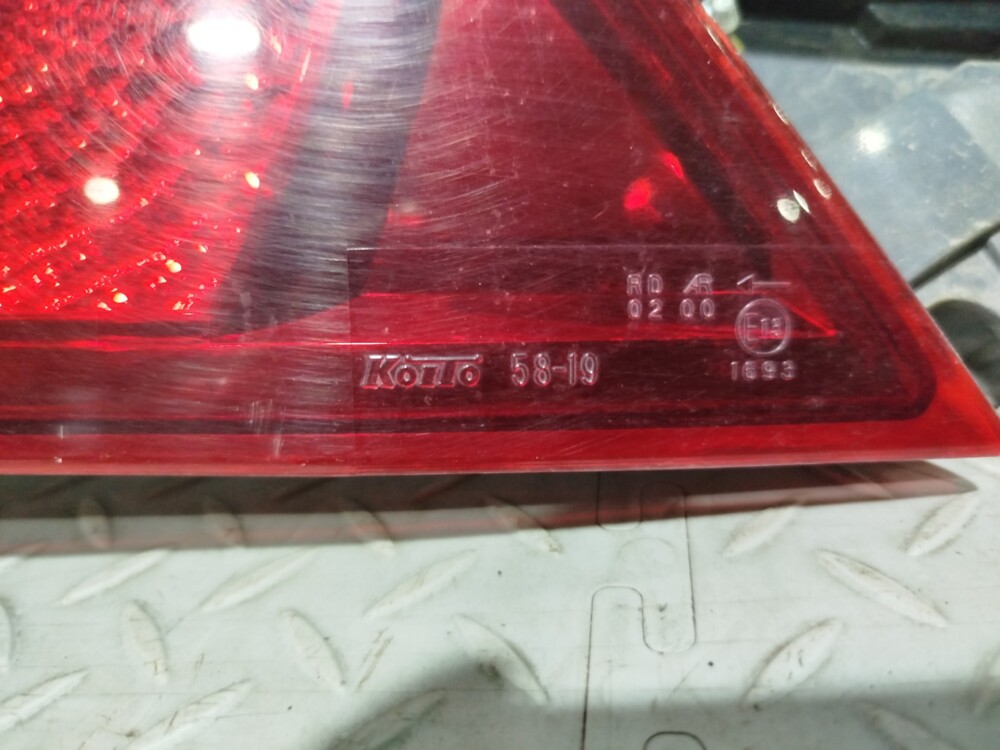 RD AR ←
02 00
E13
KOITO 58-19
1693